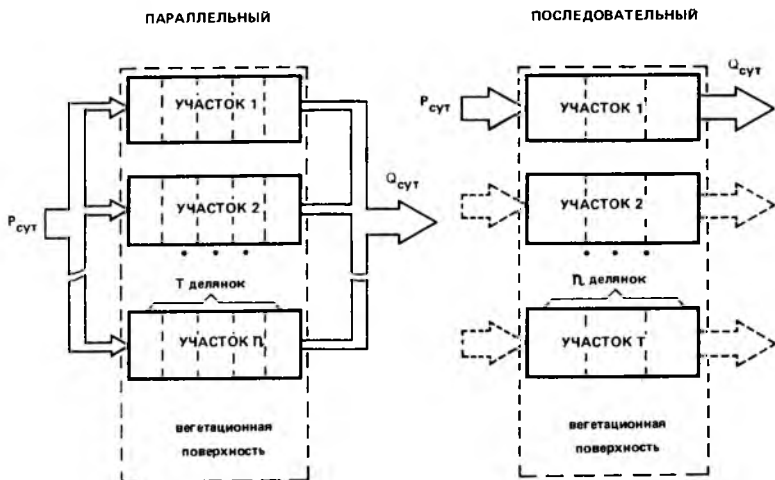 ПАРАЛЛЕЛЬНЫЙ
УЧАСТОК 1
УЧАСТОК 2
Pсут
Qсут
T делянок
УЧАСТОК n
вегетационная
поверхность
ПОСЛЕДОВАТЕЛЬНЫЙ
Qсут
Pсут
УЧАСТОК 1
УЧАСТОК 2
n делянок
УЧАСТОК T
вегетационная
поверхность